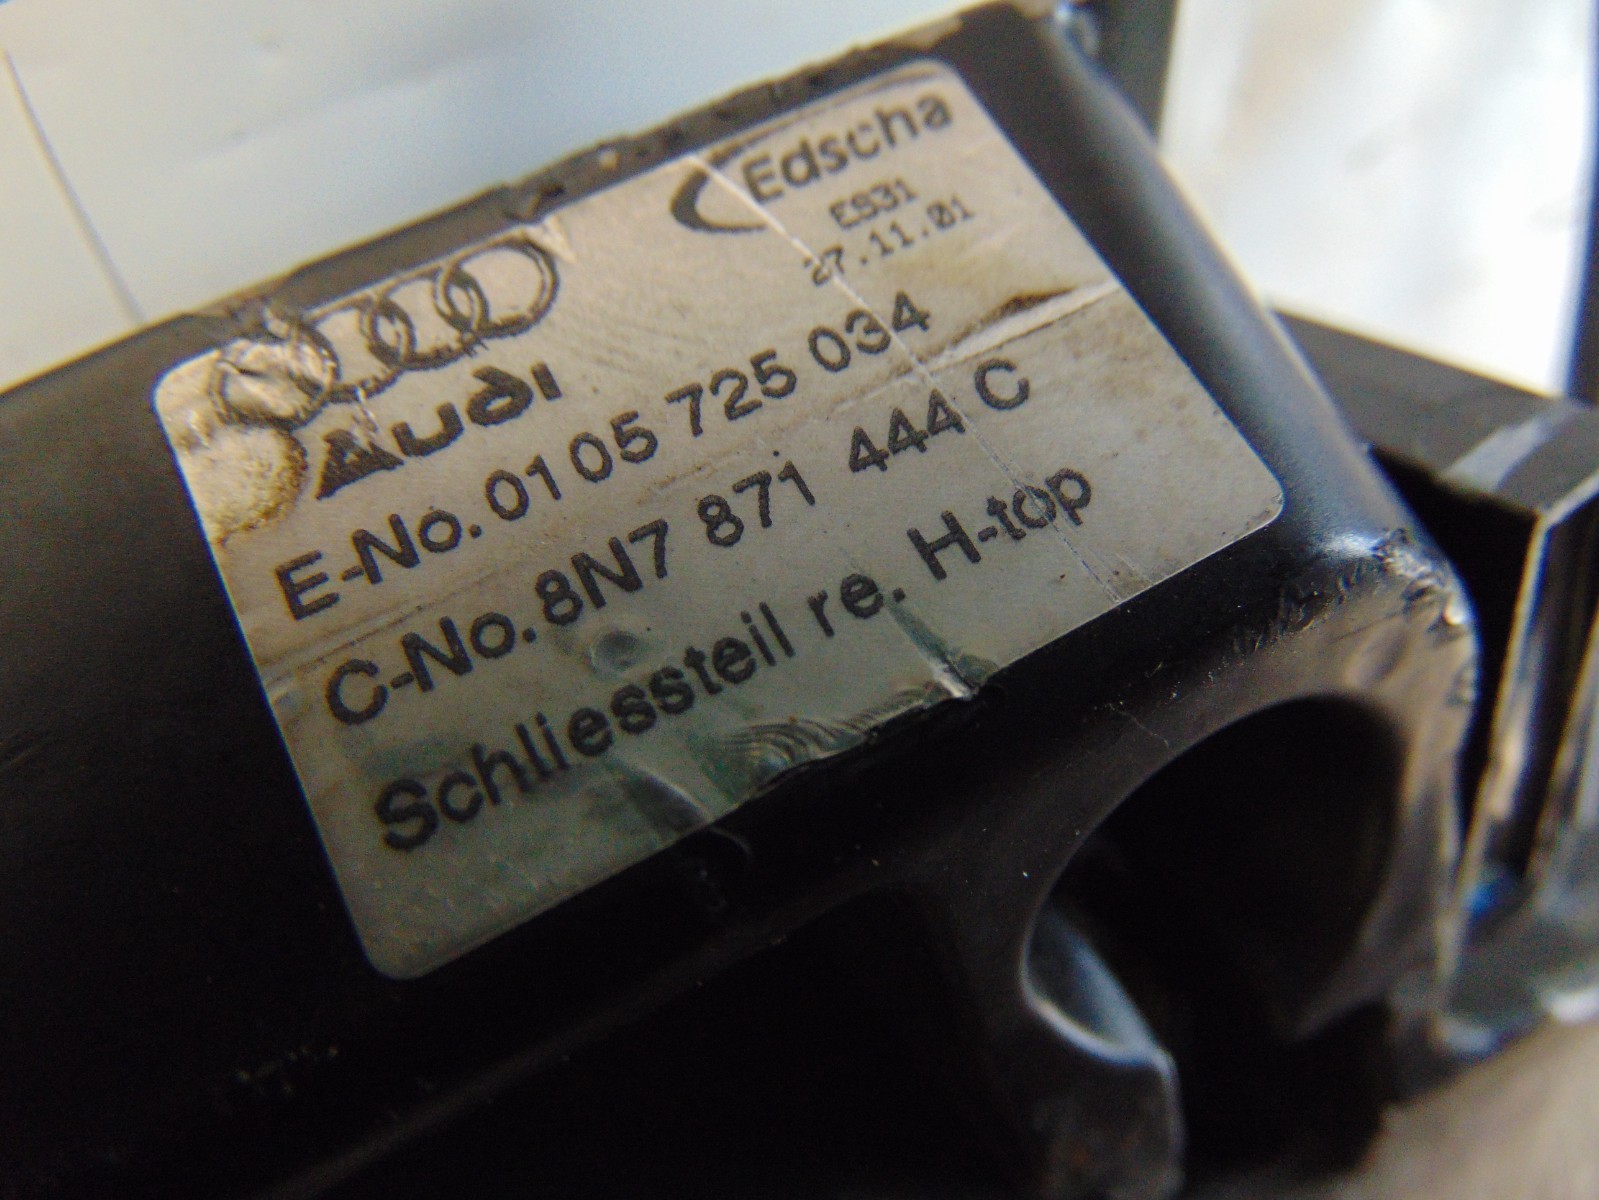 Edscha
ES31
27.11.01
Audi
E-No. 0105 725 034
C-No. 8N7 871 444 C
Schliessteil re. H-top